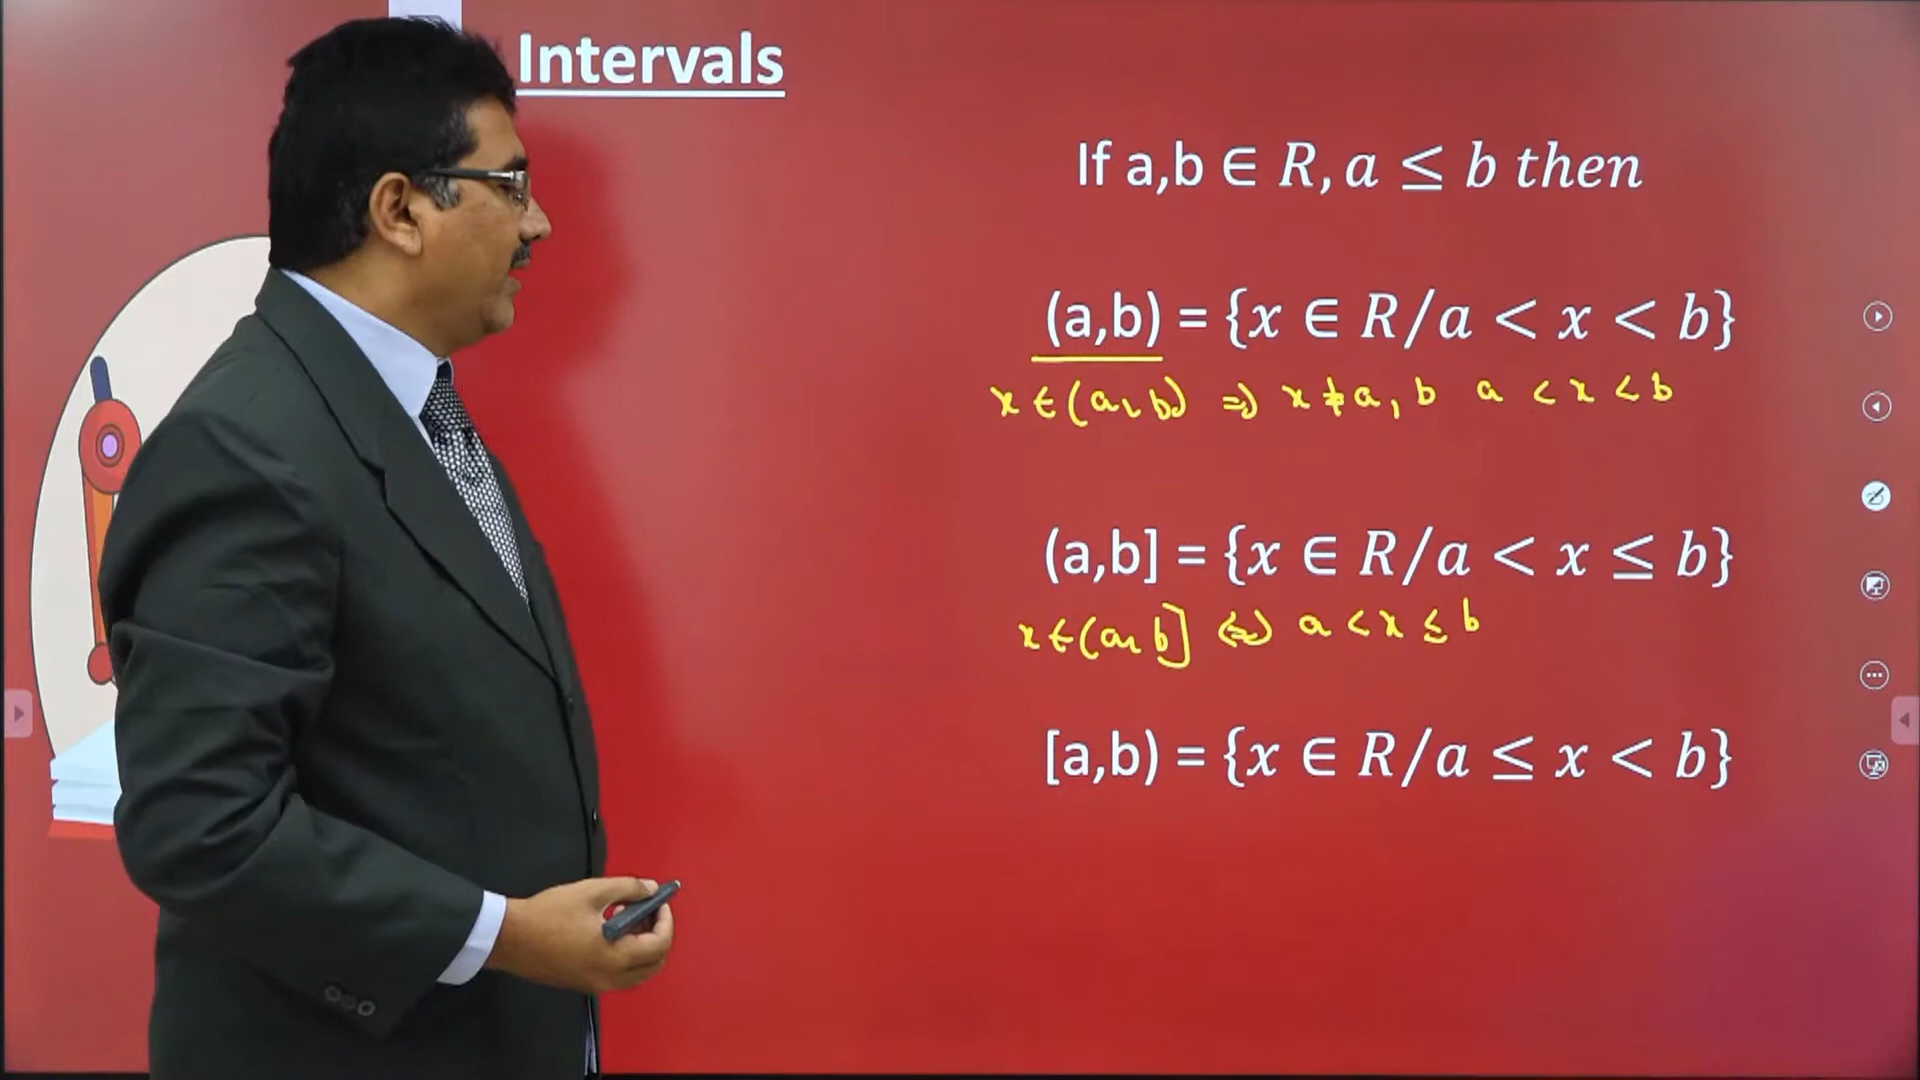 Intervals
If a,b ∈ R, a ≤ b then
(a,b) = {x ∈ R/a < x < b}
x ∈ (a, b) ⇒ x ≠ a, b a < x < b
(a,b] = {x ∈ R/a < x ≤ b}
x ∈ (a, b] ⇔ a < x ≤ b
[a,b) = {x ∈ R/a ≤ x < b}